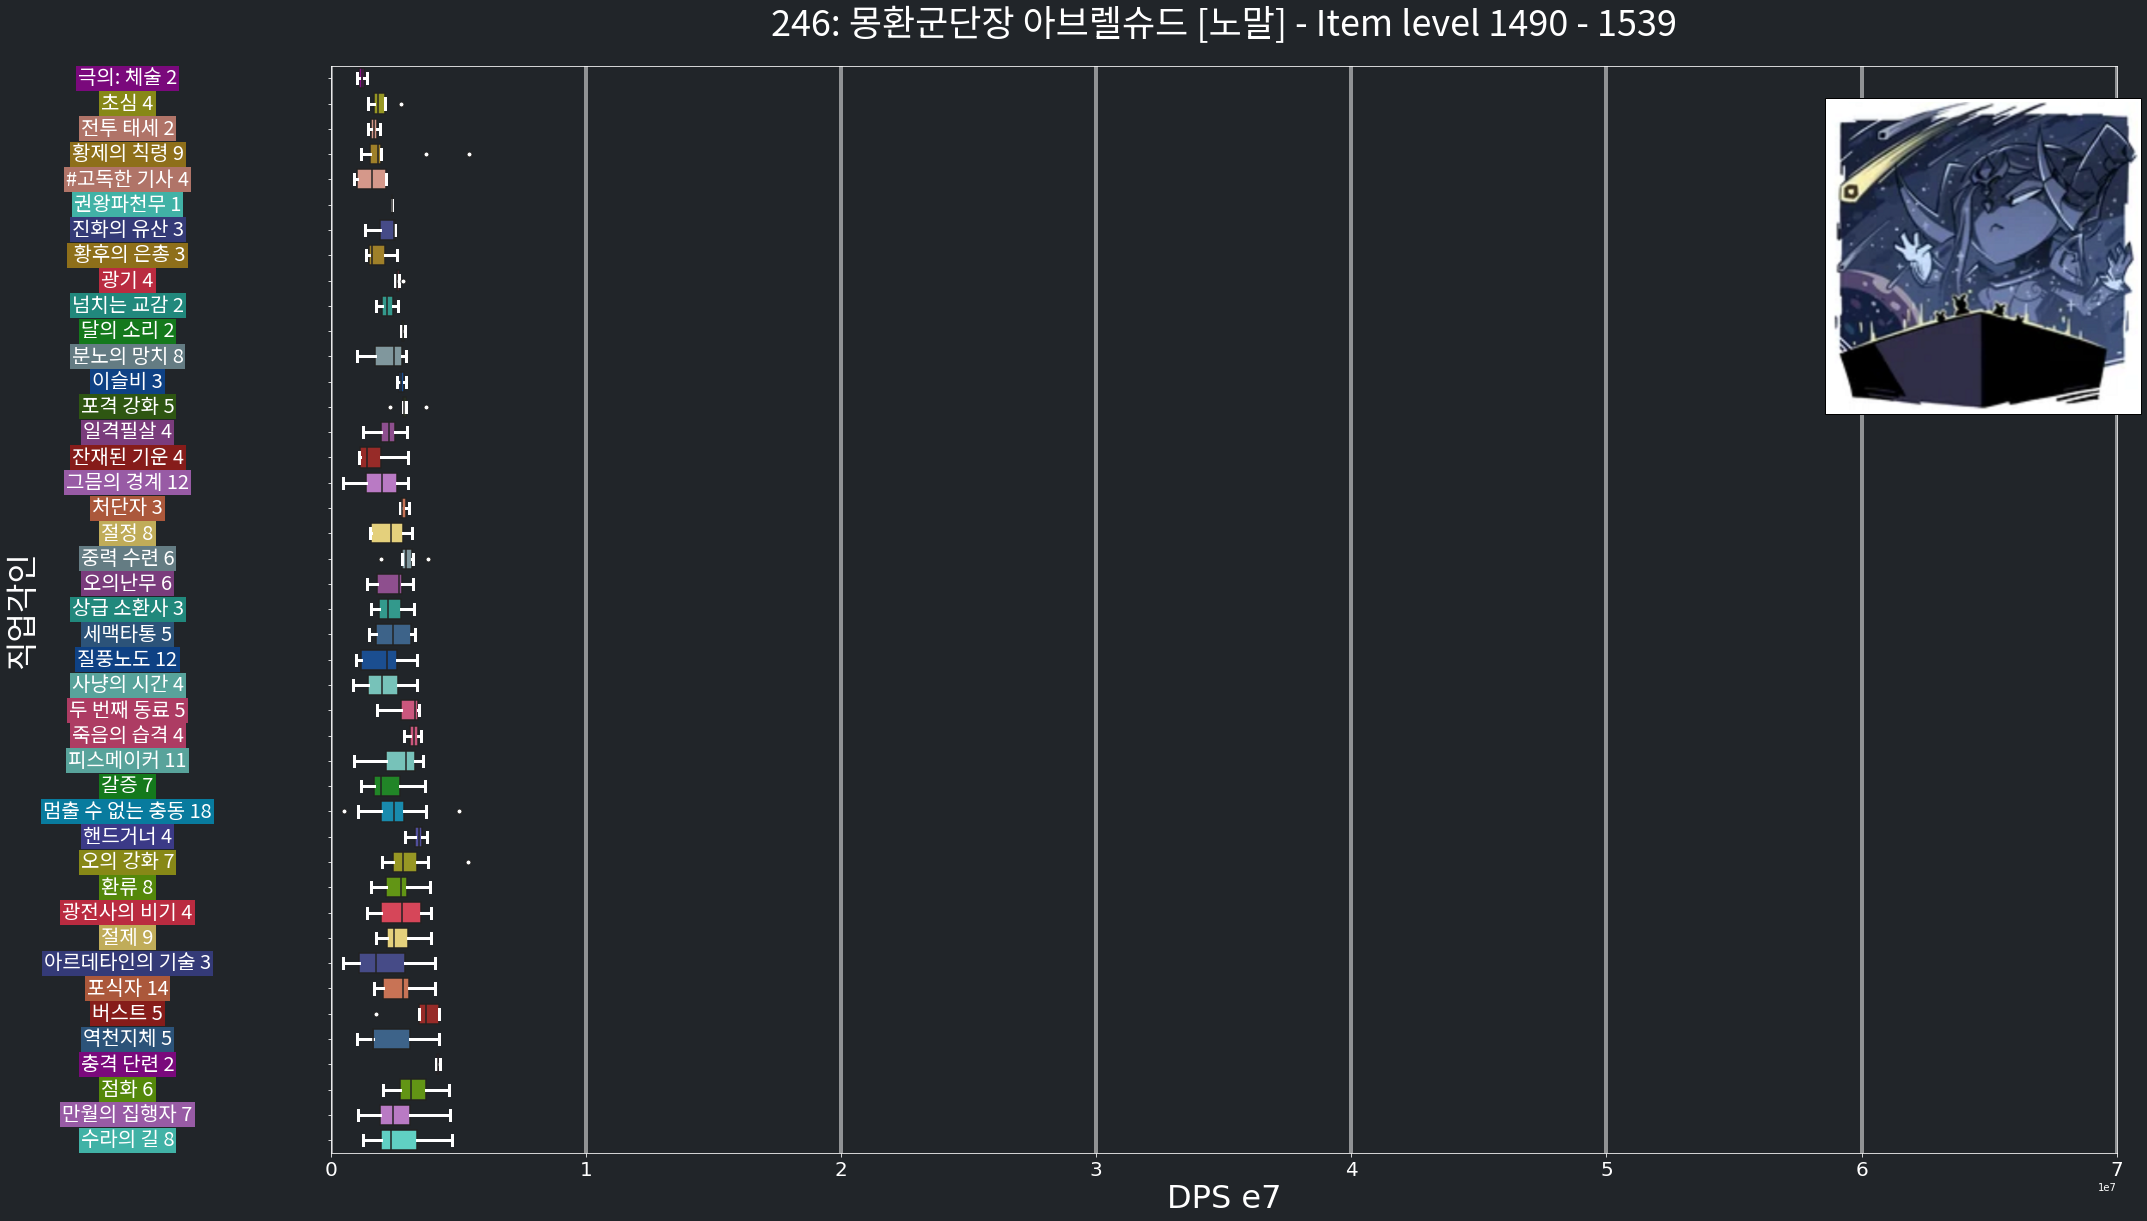 246: 몽환군단장 아브렐슈드 [노말] - Item level 1490 - 1539
직업각인
극의: 체술 2
초심 4
전투 태세 2
황제의 칙령 9
#고독한 기사 4
권왕파천무 1
진화의 유산 3
황후의 은총 3
광기 4
넘치는 교감 2
달의 소리 2
분노의 망치 8
이슬비 3
포격 강화 5
일격필살 4
잔재된 기운 4
그믐의 경계 12
처단자 3
절정 8
중력 수련 6
오의난무 6
상급 소환사 3
세맥타통 5
질풍노도 12
사냥의 시간 4
두 번째 동료 5
죽음의 습격 4
피스메이커 11
갈증 7
멈출 수 없는 충동 18
핸드거너 4
오의 강화 7
환류 8
광전사의 비기 4
절제 9
아르데타인의 기술 3
포식자 14
버스트 5
역천지체 5
충격 단련 2
점화 6
만월의 집행자 7
수라의 길 8
0 1 2 3 4 5 6 7
1e7
DPS e7